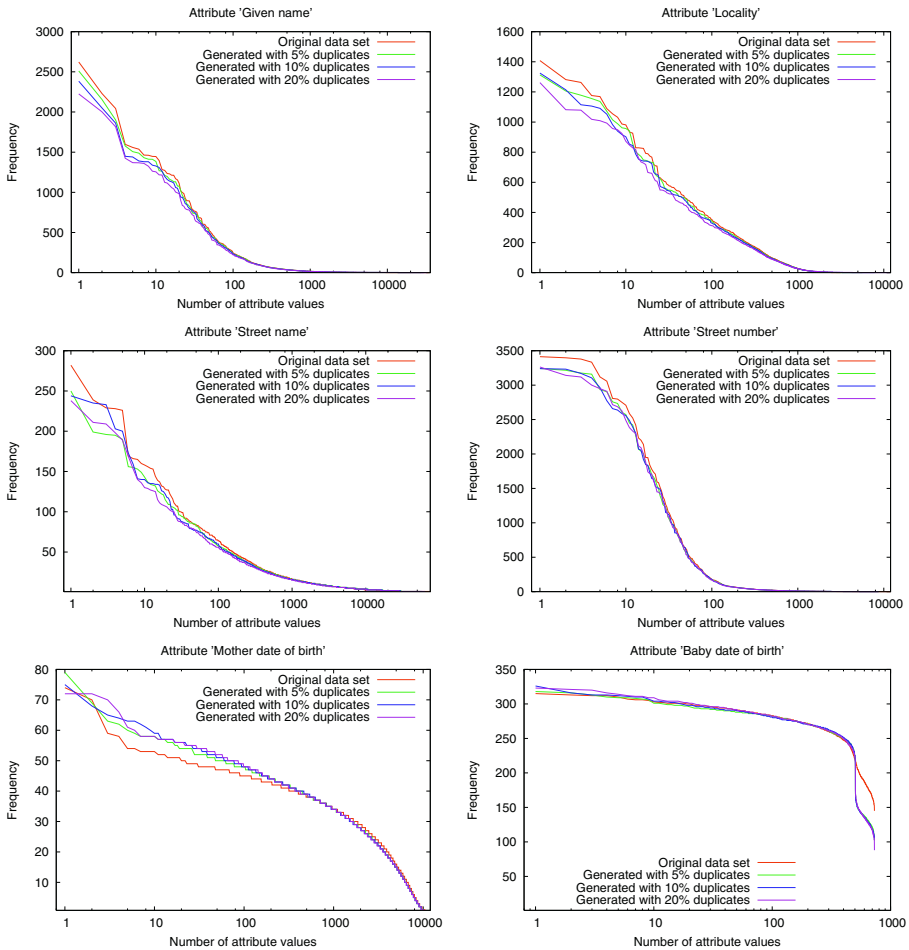 Attribute 'Given name'
3000
2500
2000
1500
1000
500
0
Frequency
Original data set
Generated with 5% duplicates
Generated with 10% duplicates
Generated with 20% duplicates
1 10 100 1000 10000
Number of attribute values
Attribute 'Locality'
1600
1400
1200
1000
800
600
400
200
0
Frequency
Original data set
Generated with 5% duplicates
Generated with 10% duplicates
Generated with 20% duplicates
1 10 100 1000 10000
Number of attribute values
Attribute 'Street name'
300
250
200
150
100
50
Frequency
Original data set
Generated with 5% duplicates
Generated with 10% duplicates
Generated with 20% duplicates
1 10 100 1000 10000
Number of attribute values
Attribute 'Street number'
3500
3000
2500
2000
1500
1000
500
0
Frequency
Original data set
Generated with 5% duplicates
Generated with 10% duplicates
Generated with 20% duplicates
1 10 100 1000 10000
Number of attribute values
Attribute 'Mother date of birth'
80
70
60
50
40
30
20
10
Frequency
Original data set
Generated with 5% duplicates
Generated with 10% duplicates
Generated with 20% duplicates
1 10 100 1000 10000
Number of attribute values
Attribute 'Baby date of birth'
350
300
250
200
150
100
50
Frequency
Original data set
Generated with 5% duplicates
Generated with 10% duplicates
Generated with 20% duplicates
1 10 100 1000
Number of attribute values